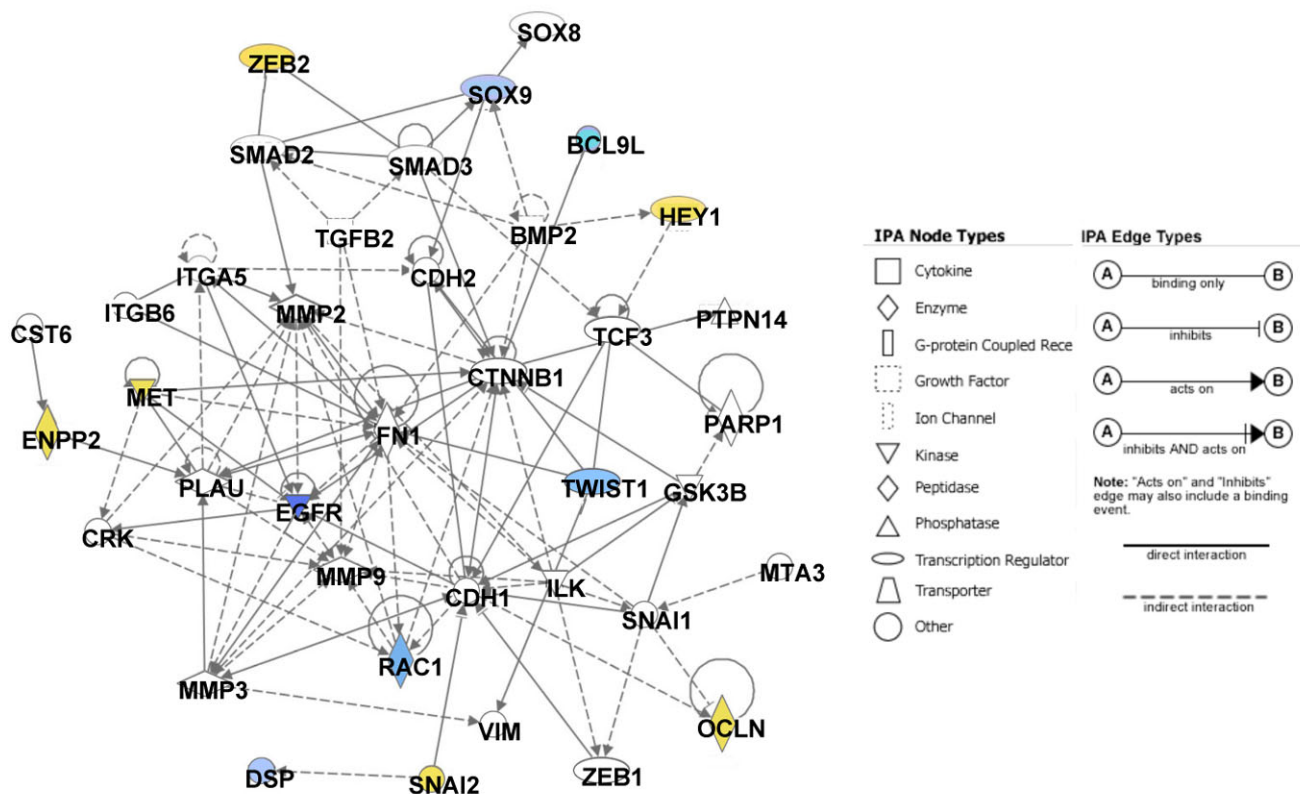 SOX8
ZEB2
SOX9
BCL9L
SMAD2
SMAD3
HEY1
TGFB2
BMP2
ITGA5
CDH2
ITGB6
MMP2
CST6
TCF3
PTPN14
MET
CTNNB1
PARP1
ENPP2
FN1
PLAU
TWIST1
GSK3B
EGFR
CRK
MMP9
ILK
MTA3
CDH1
SNAI1
RAC1
MMP3
VIM
OCLN
DSP
SNAI2
ZEB1
IPA Node Types
Cytokine
Enzyme
G-protein Coupled Rece
Growth Factor
Ion Channel
Kinase
Peptidase
Phosphatase
Transcription Regulator
Transporter
Other
IPA Edge Types
A B
binding only
A B
inhibits
A B
acts on
A B
inhibits AND acts on
Note: "Acts on" and "Inhibits"
edge may also include a binding
event.
direct interaction
indirect interaction